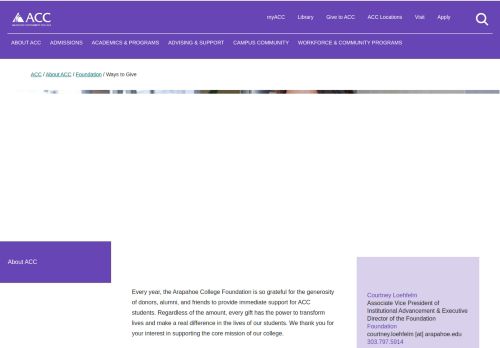 ACC
myACC Library Give to ACC ACC Locations Visit Apply
ABOUT ACC ADMISSIONS ACADEMICS & PROGRAMS ADVISING & SUPPORT CAMPUS COMMUNITY WORKFORCE & COMMUNITY PROGRAMS
ACC / About ACC / Foundation / Ways to Give
About ACC
Every year, the Arapahoe College Foundation is so grateful for the generosity
of donors, alumni, and friends to provide immediate support for ACC
students. Regardless of the amount, every gift has the power to transform
lives and make a real difference in the lives of our students. We thank you for
your interest in supporting the core mission of our college.
Courtney Loehfelm
Associate Vice President of
Institutional Advancement & Executive
Director of the Foundation
Foundation
courtney.loehfelm [at] arapahoe.edu
303.797.5914